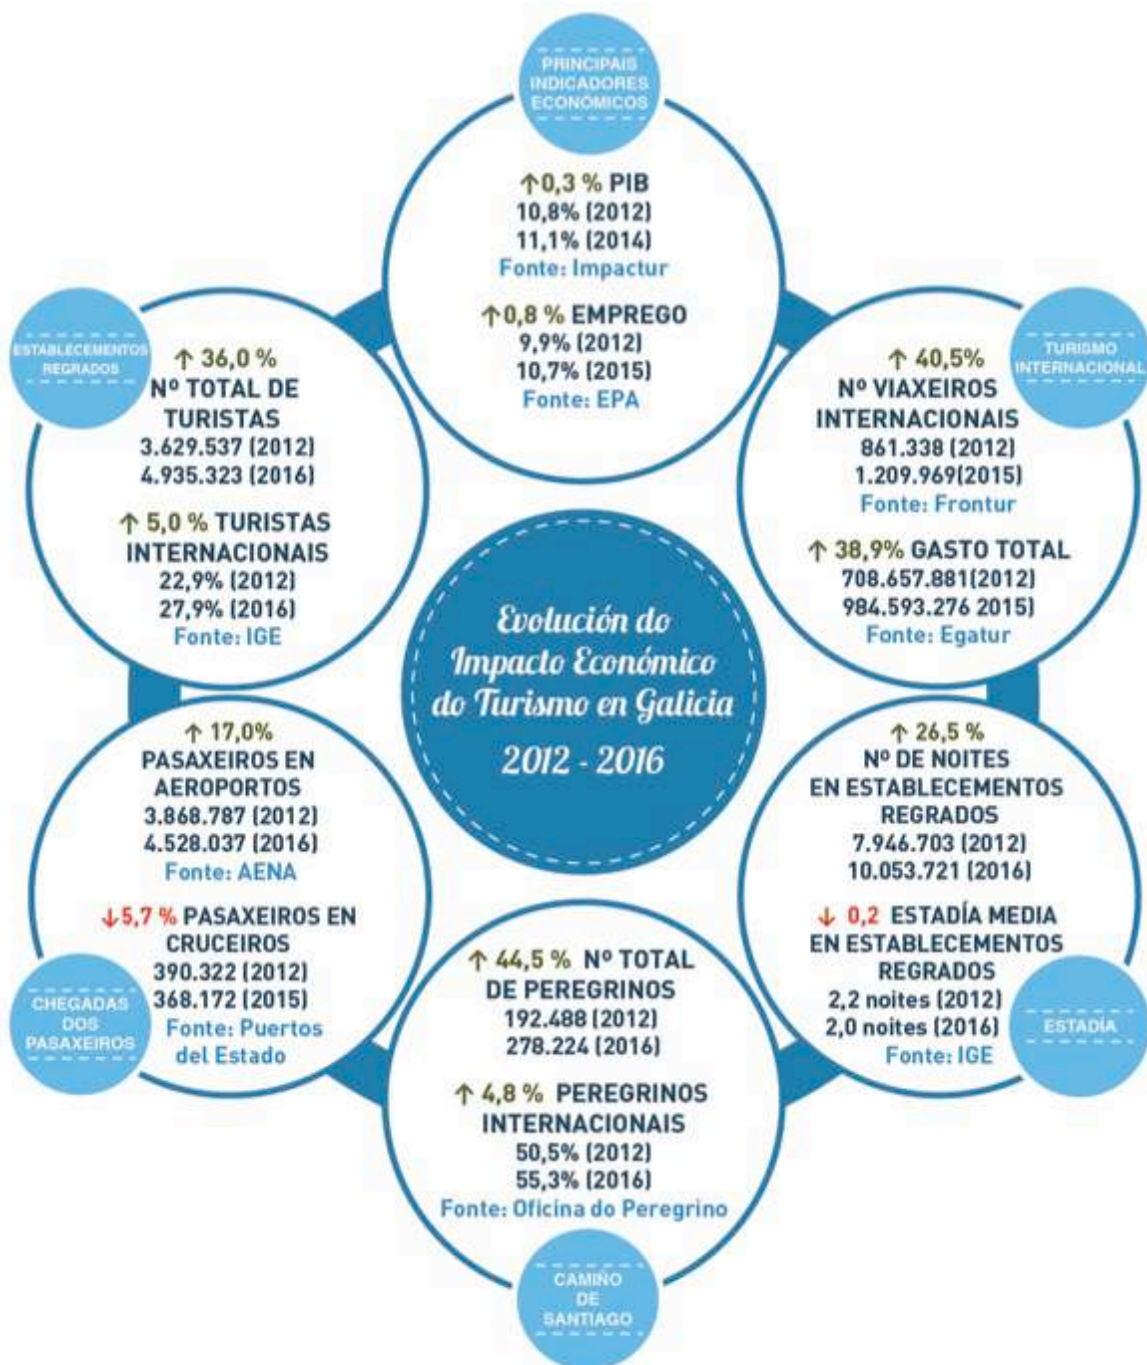 PRINCIPAIS
INDICADORES
ECONÓMICOS
↑0,3 % PIB
10,8% (2012)
11,1% (2014)
Fonte: Impactur
↑0,8 % EMPREGO
9,9% (2012)
10,7% (2015)
Fonte: EPA
ESTABLECEMENTOS
REGRADOS
↑ 36,0 %
Nº TOTAL DE
TURISTAS
3.629.537 (2012)
4.935.323 (2016)
↑ 5,0 % TURISTAS
INTERNACIONAIS
22,9% (2012)
27,9% (2016)
Fonte: IGE
TURISMO
INTERNACIONAL
↑ 40,5%
Nº VIAXEIROS
INTERNACIONAIS
861.338 (2012)
1.209.969(2015)
Fonte: Frontur
↑ 38,9% GASTO TOTAL
708.657.881(2012)
984.593.276 2015)
Fonte: Egatur
Evolución do
Impacto Económico
do Turismo en Galicia
2012 - 2016
↑ 17,0%
PASAXEIROS EN
AEROPORTOS
3.868.787 (2012)
4.528.037 (2016)
Fonte: AENA
↓5,7 % PASAXEIROS EN
CRUCEIROS
390.322 (2012)
368.172 (2015)
Fonte: Puertos
del Estado
CHEGADAS
DOS
PASAXEIROS
↑ 26,5 %
Nº DE NOITES
EN ESTABLECEMENTOS
REGRADOS
7.946.703 (2012)
10.053.721 (2016)
↓ 0,2 ESTADÍA MEDIA
EN ESTABLECEMENTOS
REGRADOS
2,2 noites (2012)
2,0 noites (2016)
Fonte: IGE
ESTADÍA
↑ 44,5 % Nº TOTAL
DE PEREGRINOS
192.488 (2012)
278.224 (2016)
↑ 4,8 % PEREGRINOS
INTERNACIONAIS
50,5% (2012)
55,3% (2016)
Fonte: Oficina do Peregrino
CAMIÑO
DE
SANTIAGO